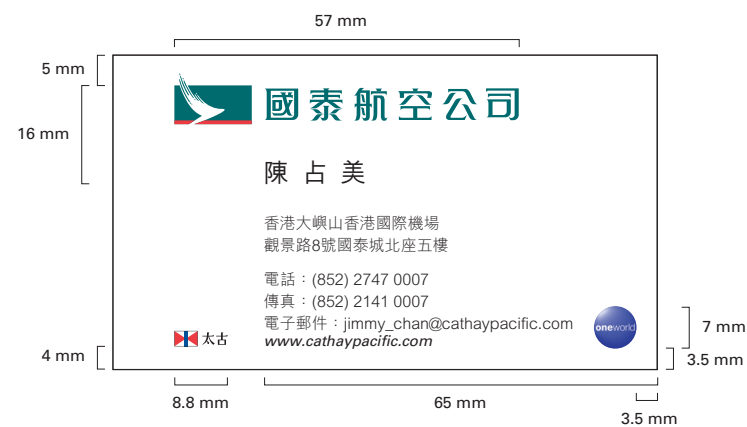 57 mm
5 mm
16 mm
國泰航空公司
陳占美
香港大嶼山香港國際機場
觀景路8號國泰城北座五樓
電話：(852) 2747 0007
傳真：(852) 2141 0007
電子郵件：jimmy_chan@cathaypacific.com
www.cathaypacific.com
太古
oneworld
7 mm
4 mm
3.5 mm
8.8 mm
65 mm
3.5 mm